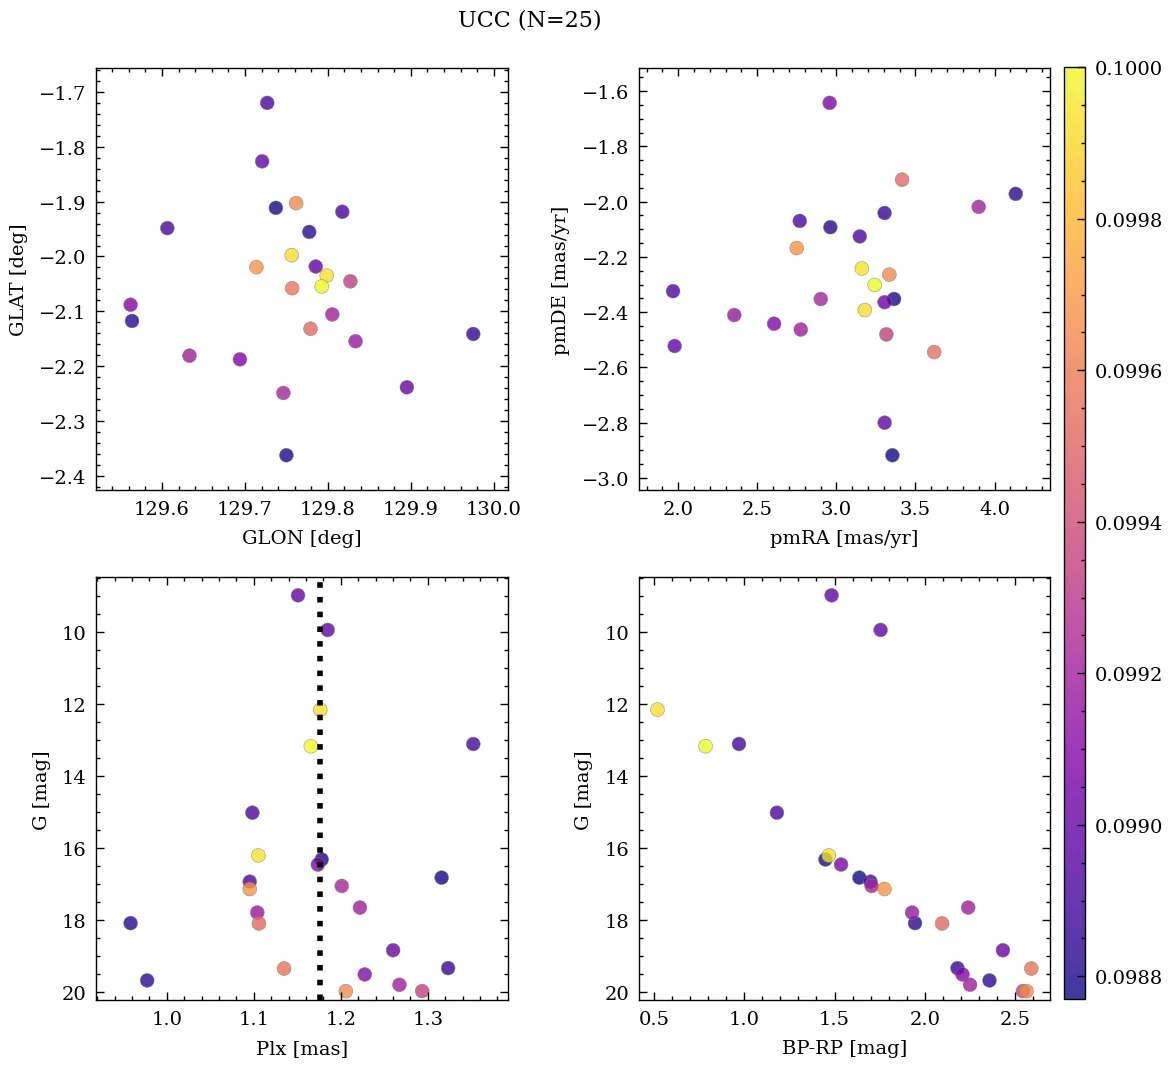 UCC (N=25)
−1.7
−1.8
−1.9
−2.0
−2.1
−2.2
−2.3
−2.4
GLAT [deg]
129.6 129.7 129.8 129.9 130.0
GLON [deg]
−1.6
−1.8
−2.0
−2.2
−2.4
−2.6
−2.8
−3.0
pmDE [mas/yr]
2.0 2.5 3.0 3.5 4.0
pmRA [mas/yr]
10
12
14
16
18
20
G [mag]
1.0 1.1 1.2 1.3
Plx [mas]
10
12
14
16
18
20
G [mag]
0.5 1.0 1.5 2.0 2.5
BP-RP [mag]
0.1000
0.0998
0.0996
0.0994
0.0992
0.0990
0.0988